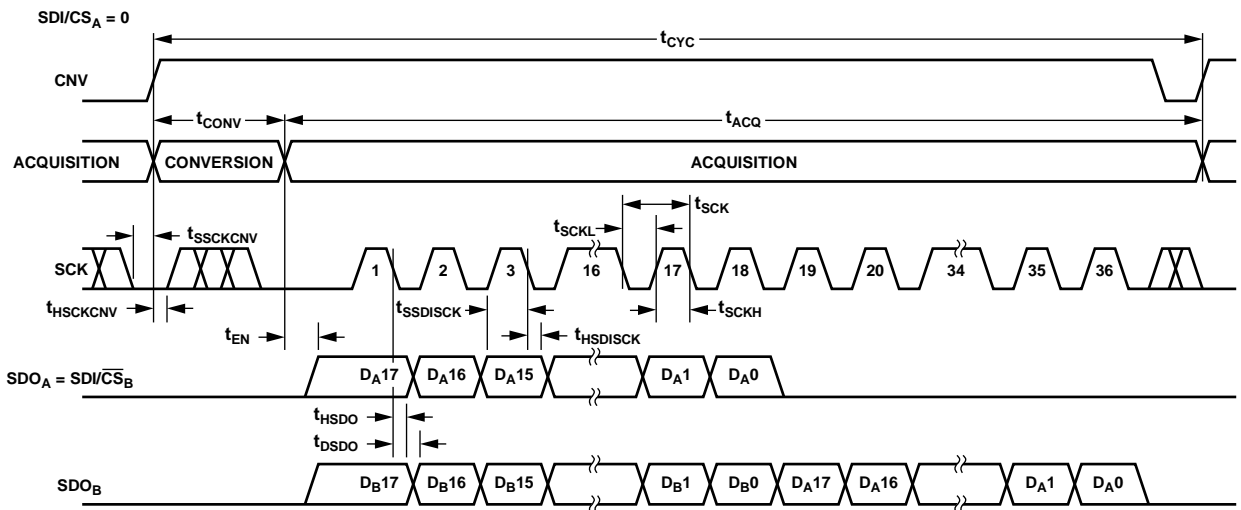 SDI/CS_A = 0
t_CYC
CNV
t_CONV
t_ACQ
ACQUISITION
CONVERSION
ACQUISITION
t_SCK
t_SSCKCNV
t_SCKL
SCK
1 2 3 16 17 18 19 20 34 35 36
t_HSCKCNV
t_SSDISCK
t_SCKH
t_EN
t_HSDISCK
SDO_A = SDI/CS_B
D_A17 D_A16 D_A15 D_A1 D_A0
t_HSDO
t_DSDO
SDO_B
D_B17 D_B16 D_B15 D_B1 D_B0 D_A17 D_A16 D_A1 D_A0